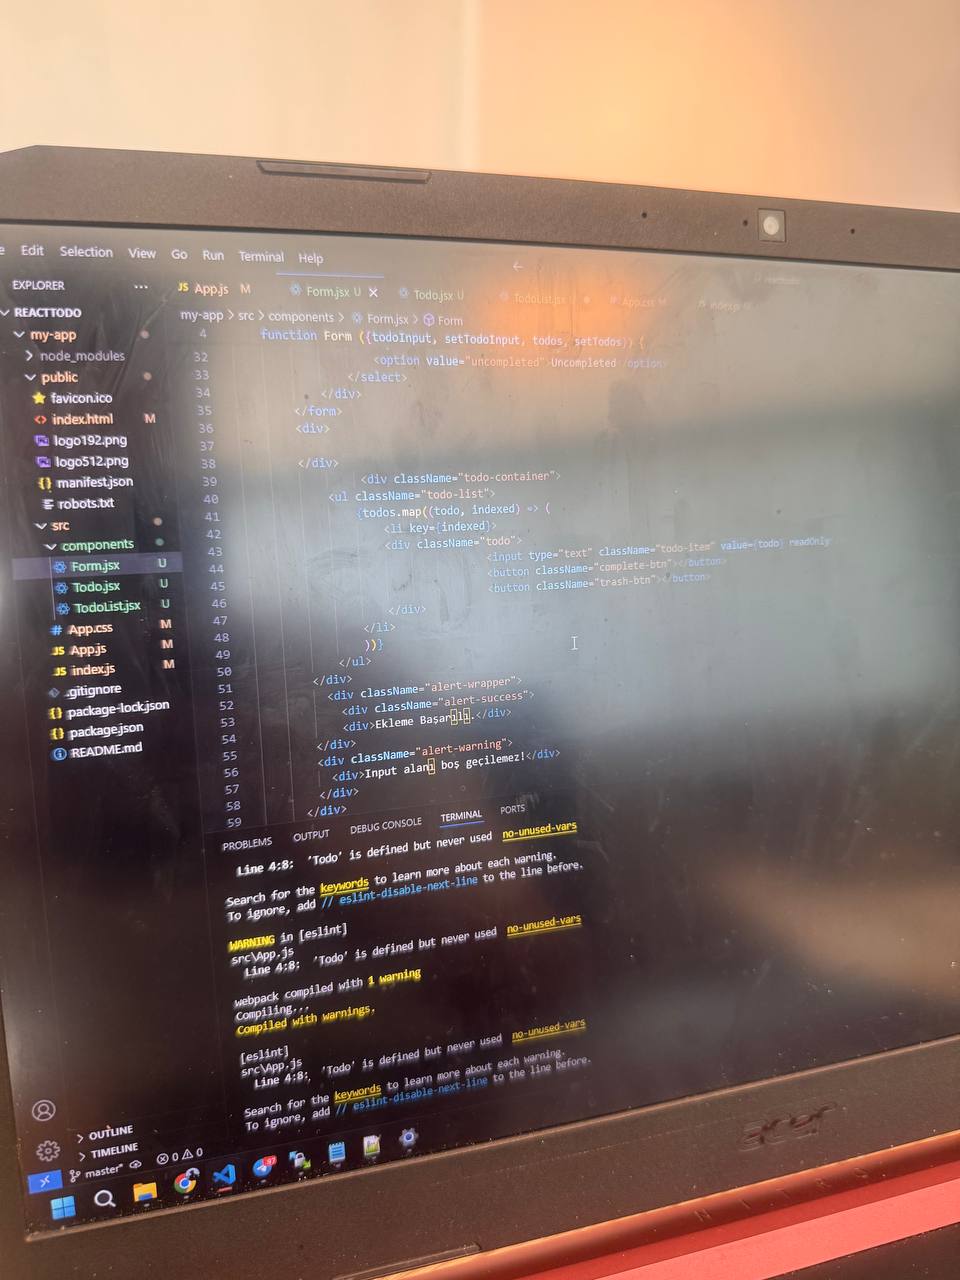 Edit Selection View Go Run Terminal Help
EXPLORER ...
REACTTODO
my-app
node_modules
public
favicon.ico
index.html M
logo192.png
logo512.png
manifest.json
robots.txt
src
components
Form.jsx U
Todo.jsx U
TodoList.jsx U
App.css M
App.js M
index.js M
.gitignore
package-lock.json
package.json
README.md
OUTLINE
TIMELINE
JS App.js M Form.jsx U X Todo.jsx U TodoList.jsx App.css M
my-app > src > components > Form.jsx > Form
4 function Form ({todoInput, setTodoInput, todos, setTodos}) {
32 <option value="uncompleted">Uncompleted</option>
33 </select>
34 </div>
35 </form>
36 <div>
37
38 </div>
39 <div className="todo-container">
40 <ul className="todo-list">
41 {todos.map((todo, indexed) => (
42 <li key={indexed}>
43 <div className="todo">
44 <input type="text" className="todo-item" value={todo} readOnly
45 <button className="complete-btn"></button>
46 <button className="trash-btn"></button>
47 </div>
48 </li>
49 ))}
50 </ul>
51 </div>
52 <div className="alert-wrapper">
53 <div className="alert-success">
54 <div>Ekleme Başarılı.</div>
55 </div>
56 <div className="alert-warning">
57 <div>Input alanı boş geçilemez!</div>
58 </div>
59 </div>
PROBLEMS OUTPUT DEBUG CONSOLE TERMINAL PORTS
Line 4:8: 'Todo' is defined but never used no-unused-vars
Search for the keywords to learn more about each warning.
To ignore, add // eslint-disable-next-line to the line before.
WARNING in [eslint]
src\App.js
Line 4:8: 'Todo' is defined but never used no-unused-vars
webpack compiled with 1 warning
Compiling...
Compiled with warnings.
[eslint]
src\App.js
Line 4:8: 'Todo' is defined but never used no-unused-vars
Search for the keywords to learn more about each warning.
To ignore, add // eslint-disable-next-line to the line before.
master* 0 0
acer
NITRO